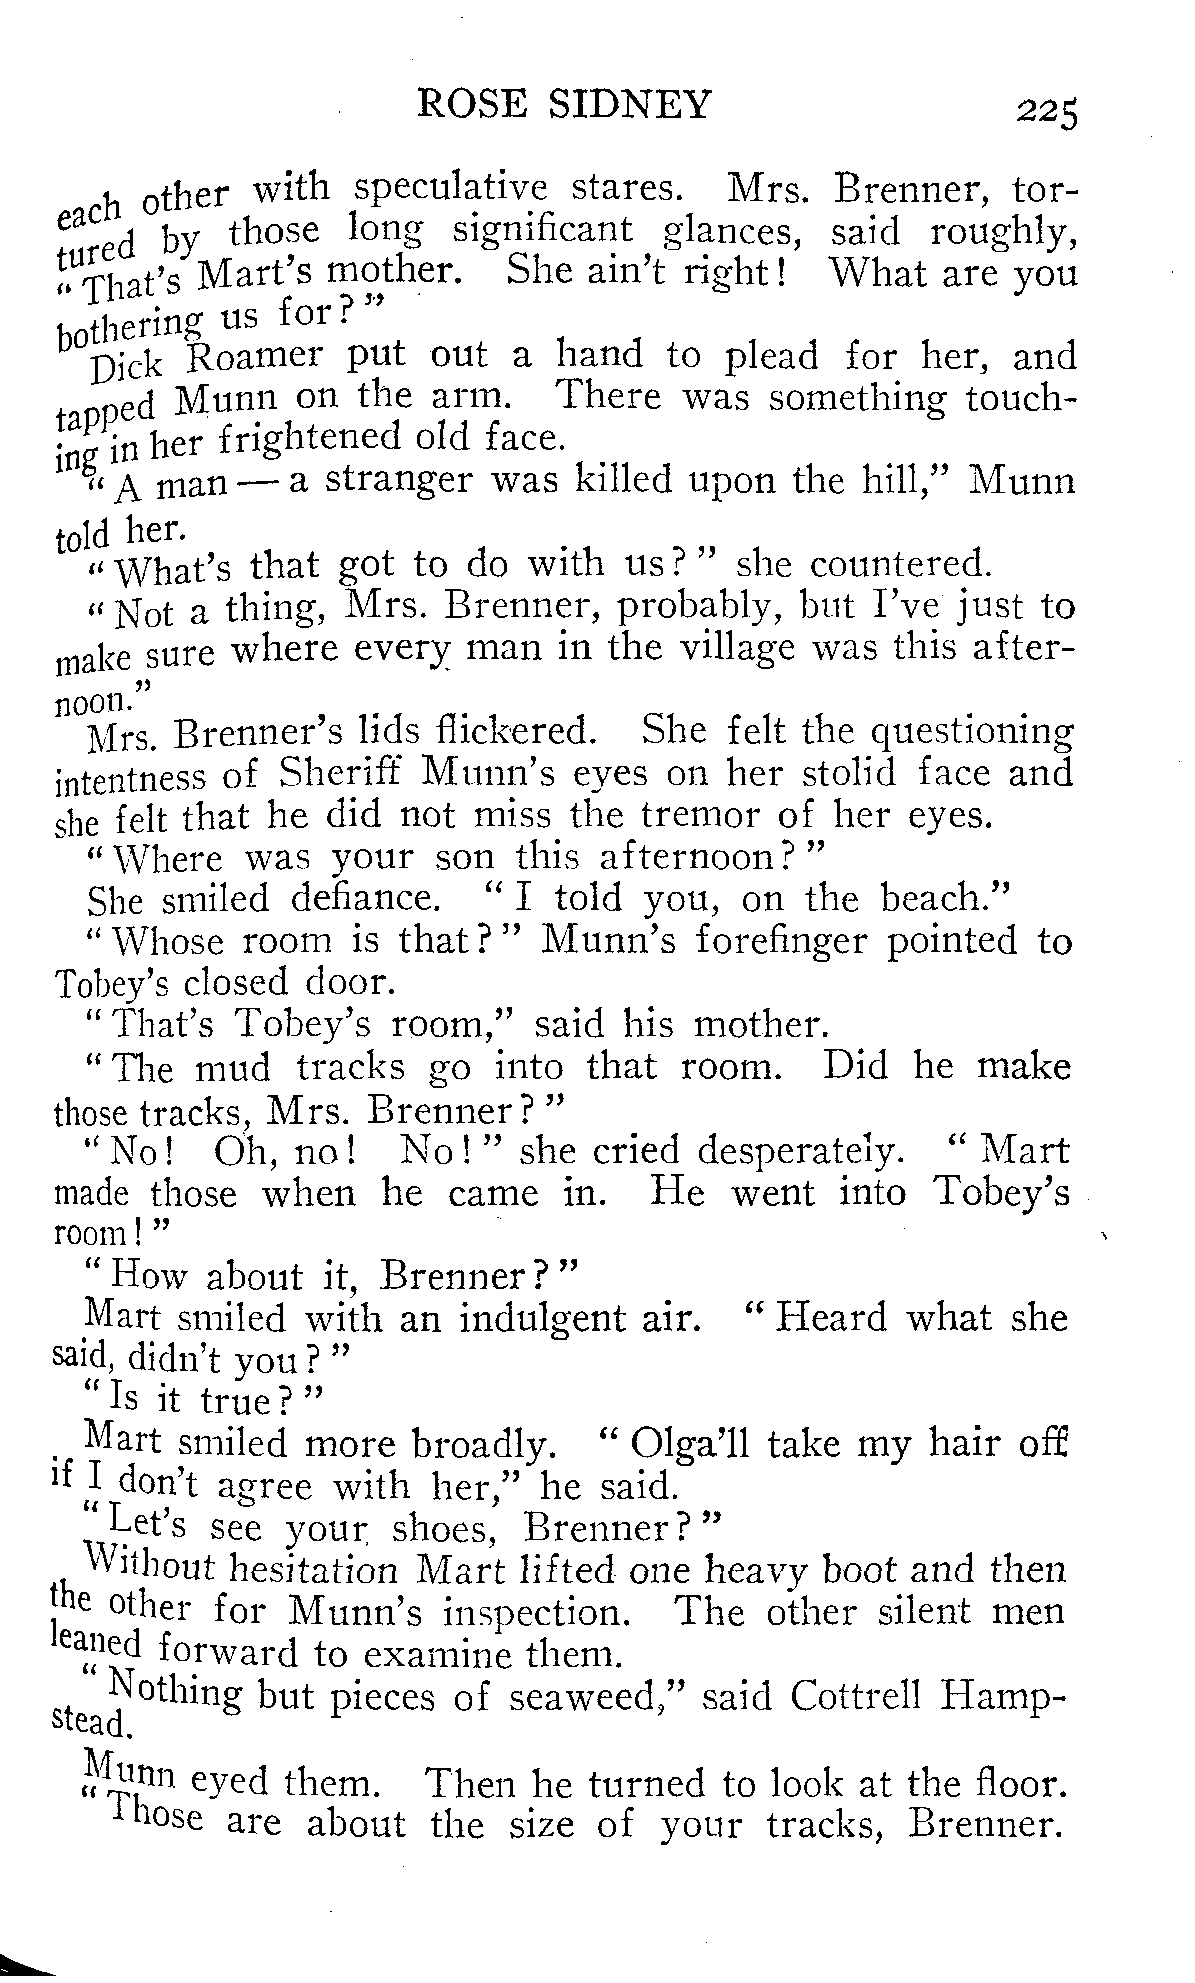 ROSE SIDNEY 225
each other with speculative stares. Mrs. Brenner, tor-
tured by those long significant glances, said roughly,
“ That’s Mart’s mother. She ain’t right! What are you
bothering us for? ”
Dick Roamer put out a hand to plead for her, and
tapped Munn on the arm. There was something touch-
ing in her frightened old face.
“ A man — a stranger was killed upon the hill,” Munn
told her.
“ What’s that got to do with us? ” she countered.
“ Not a thing, Mrs. Brenner, probably, but I’ve just to
make sure where every man in the village was this after-
noon.”
Mrs. Brenner’s lids flickered. She felt the questioning
intentness of Sheriff Munn’s eyes on her stolid face and
she felt that he did not miss the tremor of her eyes.
“ Where was your son this afternoon? ”
She smiled defiance. “ I told you, on the beach.”
“ Whose room is that? ” Munn’s forefinger pointed to
Tobey’s closed door.
“ That’s Tobey’s room,” said his mother.
“ The mud tracks go into that room. Did he make
those tracks, Mrs. Brenner? ”
“ No! Oh, no! No! ” she cried desperately. “ Mart
made those when he came in. He went into Tobey’s
room! ”
“ How about it, Brenner? ”
Mart smiled with an indulgent air. “ Heard what she
said, didn’t you? ”
“ Is it true? ”
Mart smiled more broadly. “ Olga’ll take my hair off
if I don’t agree with her,” he said.
“ Let’s see your shoes, Brenner? ”
Without hesitation Mart lifted one heavy boot and then
the other for Munn’s inspection. The other silent men
leaned forward to examine them.
“ Nothing but pieces of seaweed,” said Cottrell Hamp-
stead.
Munn eyed them. Then he turned to look at the floor.
“ Those are about the size of your tracks, Brenner.